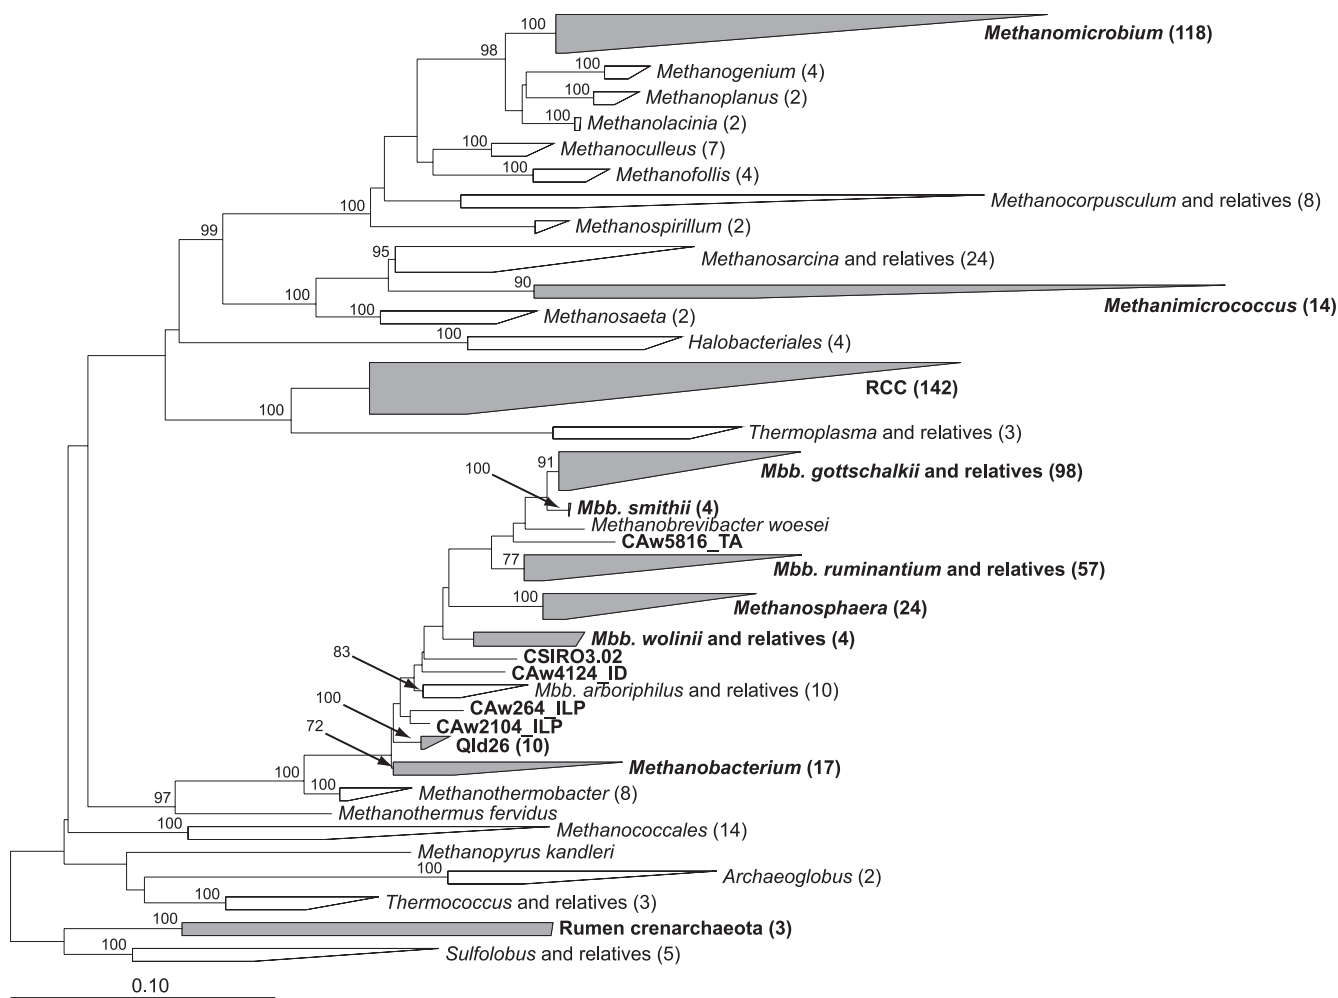 100
Methanomicrobium (118)
98
100
Methanogenium (4)
100
Methanoplanus (2)
100
Methanolacinia (2)
100
Methanoculleus (7)
100
Methanofollis (4)
100
Methanocorpusculum and relatives (8)
Methanospirillum (2)
99
95
Methanosarcina and relatives (24)
90
100
Methanimicrococcus (14)
100
Methanosaeta (2)
100
Halobacteriales (4)
RCC (142)
100
Thermoplasma and relatives (3)
91
100
Mbb. gottschalkii and relatives (98)
Mbb. smithii (4)
Methanobrevibacter woesei
CAw5816_TA
77
Mbb. ruminantium and relatives (57)
100
Methanosphaera (24)
Mbb. wolinii and relatives (4)
83
CSIRO3.02
CAw4124_ID
Mbb. arboriphilus and relatives (10)
100
CAw264_ILP
72
CAw2104_ILP
Qld26 (10)
Methanobacterium (17)
100
100
Methanothermobacter (8)
97
Methanothermus fervidus
100
Methanococcales (14)
Methanopyrus kandleri
100
Archaeoglobus (2)
100
Thermococcus and relatives (3)
100
Rumen crenarchaeota (3)
100
Sulfolobus and relatives (5)
0.10